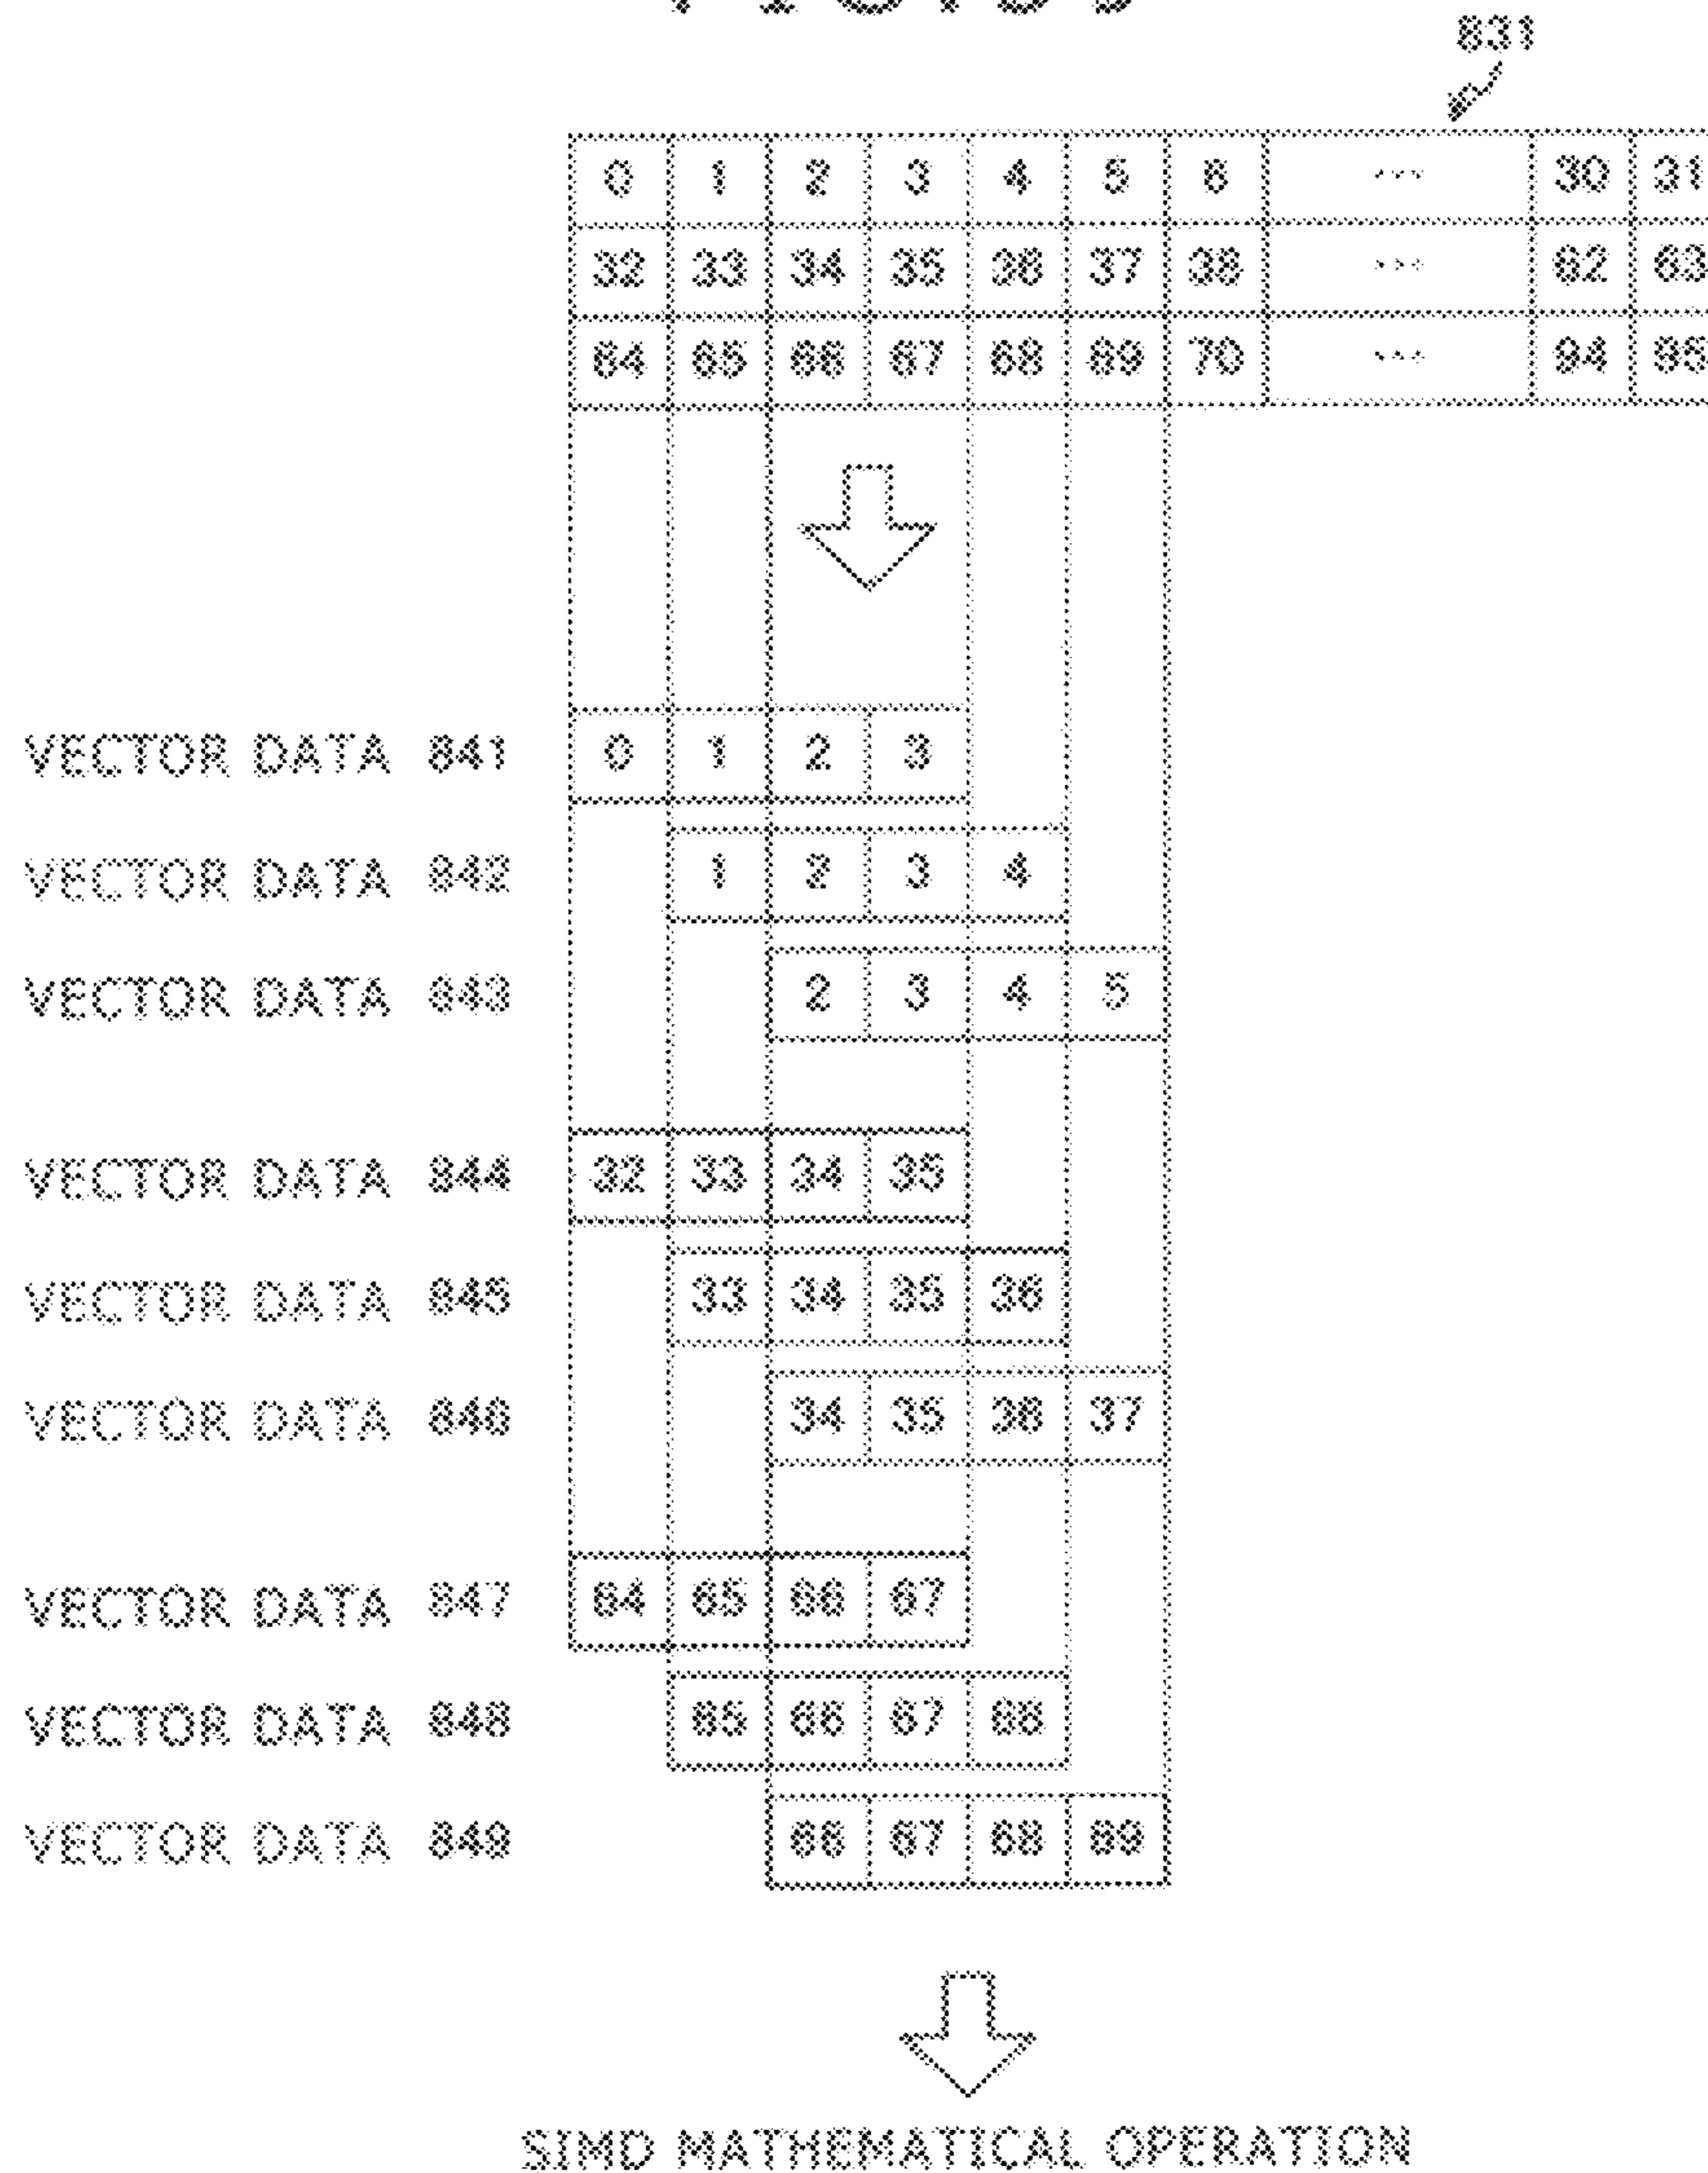 831
0 1 2 3 4 5 6 ... 30 31
32 33 34 35 36 37 38 ... 62 63
64 65 66 67 68 69 70 ... 94 95
VECTOR DATA 841 0 1 2 3
VECTOR DATA 842 1 2 3 4
VECTOR DATA 843 2 3 4 5
VECTOR DATA 844 32 33 34 35
VECTOR DATA 845 33 34 35 36
VECTOR DATA 846 34 35 36 37
VECTOR DATA 847 64 65 66 67
VECTOR DATA 848 65 66 67 68
VECTOR DATA 849 66 67 68 69
SIMD MATHEMATICAL OPERATION